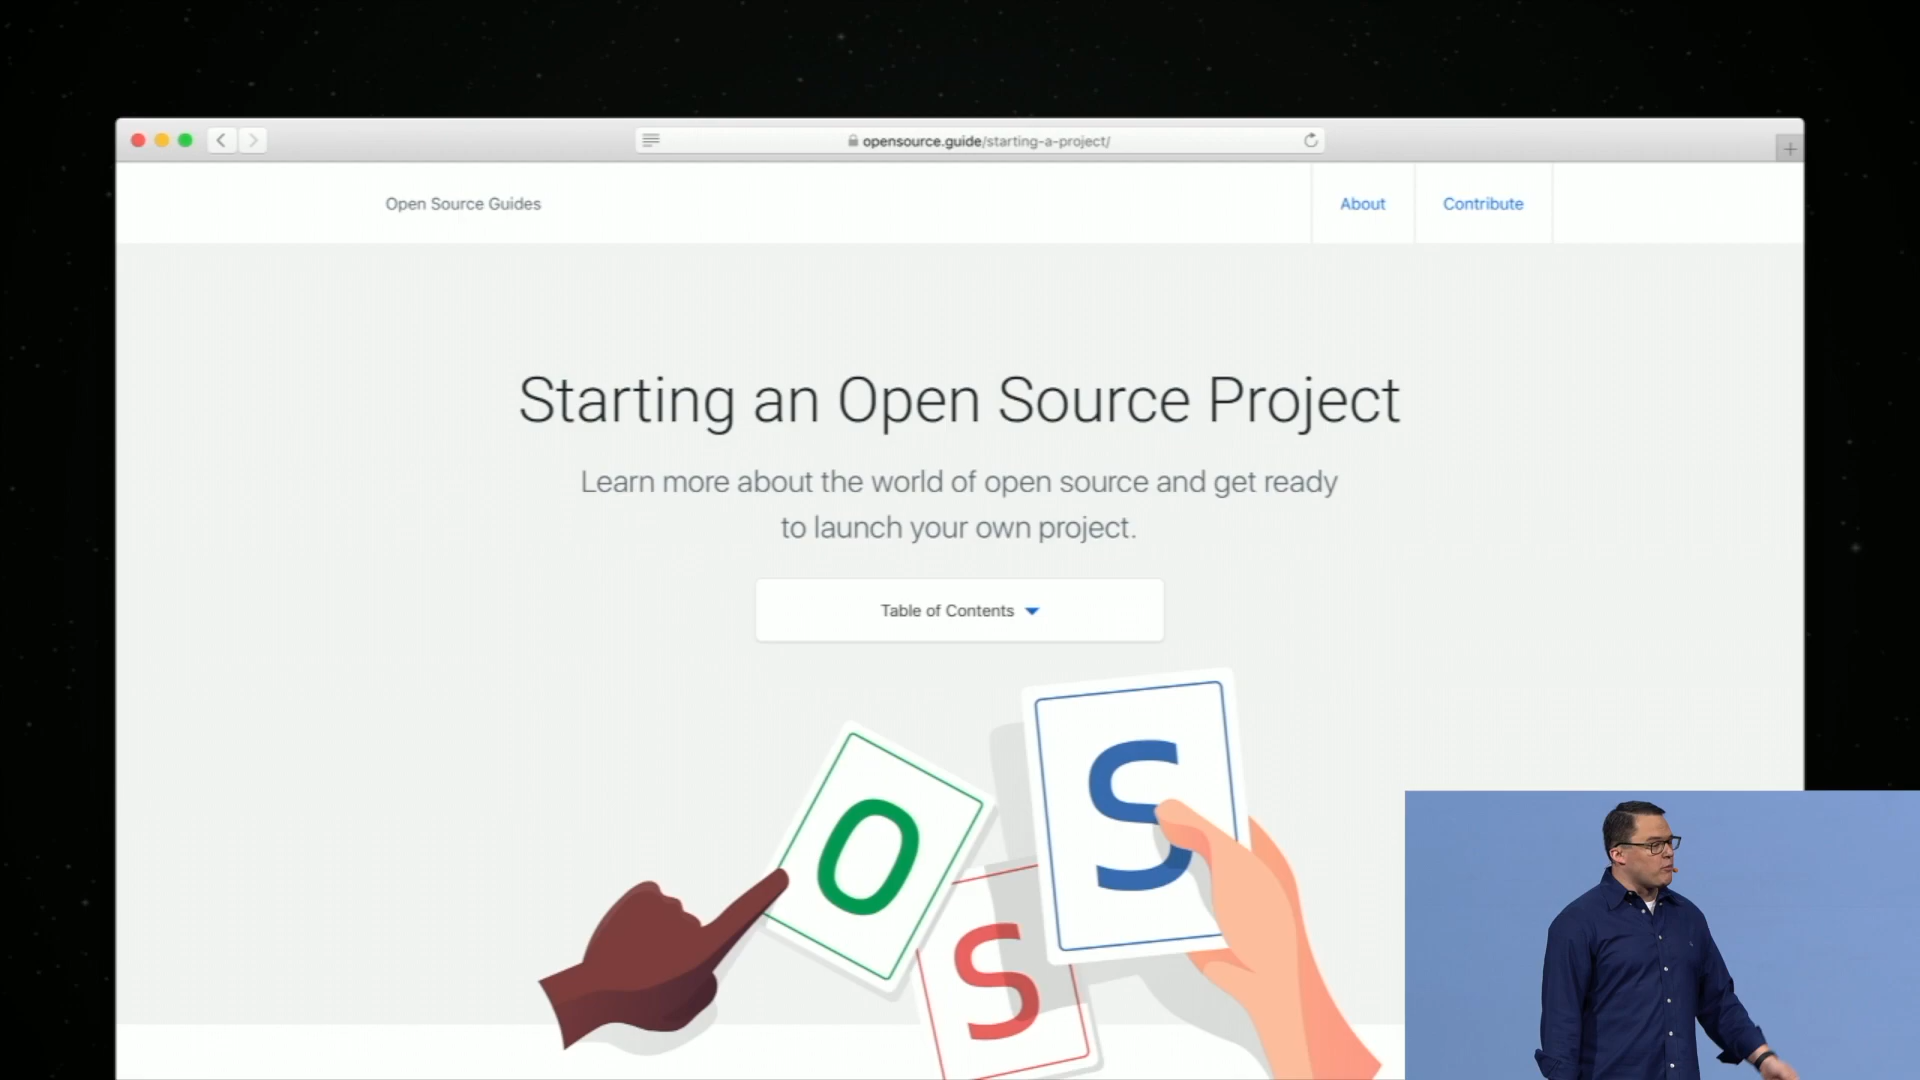 opensource.guide/starting-a-project/
Open Source Guides
About
Contribute
Starting an Open Source Project
Learn more about the world of open source and get ready
to launch your own project.
Table of Contents
O
S
S